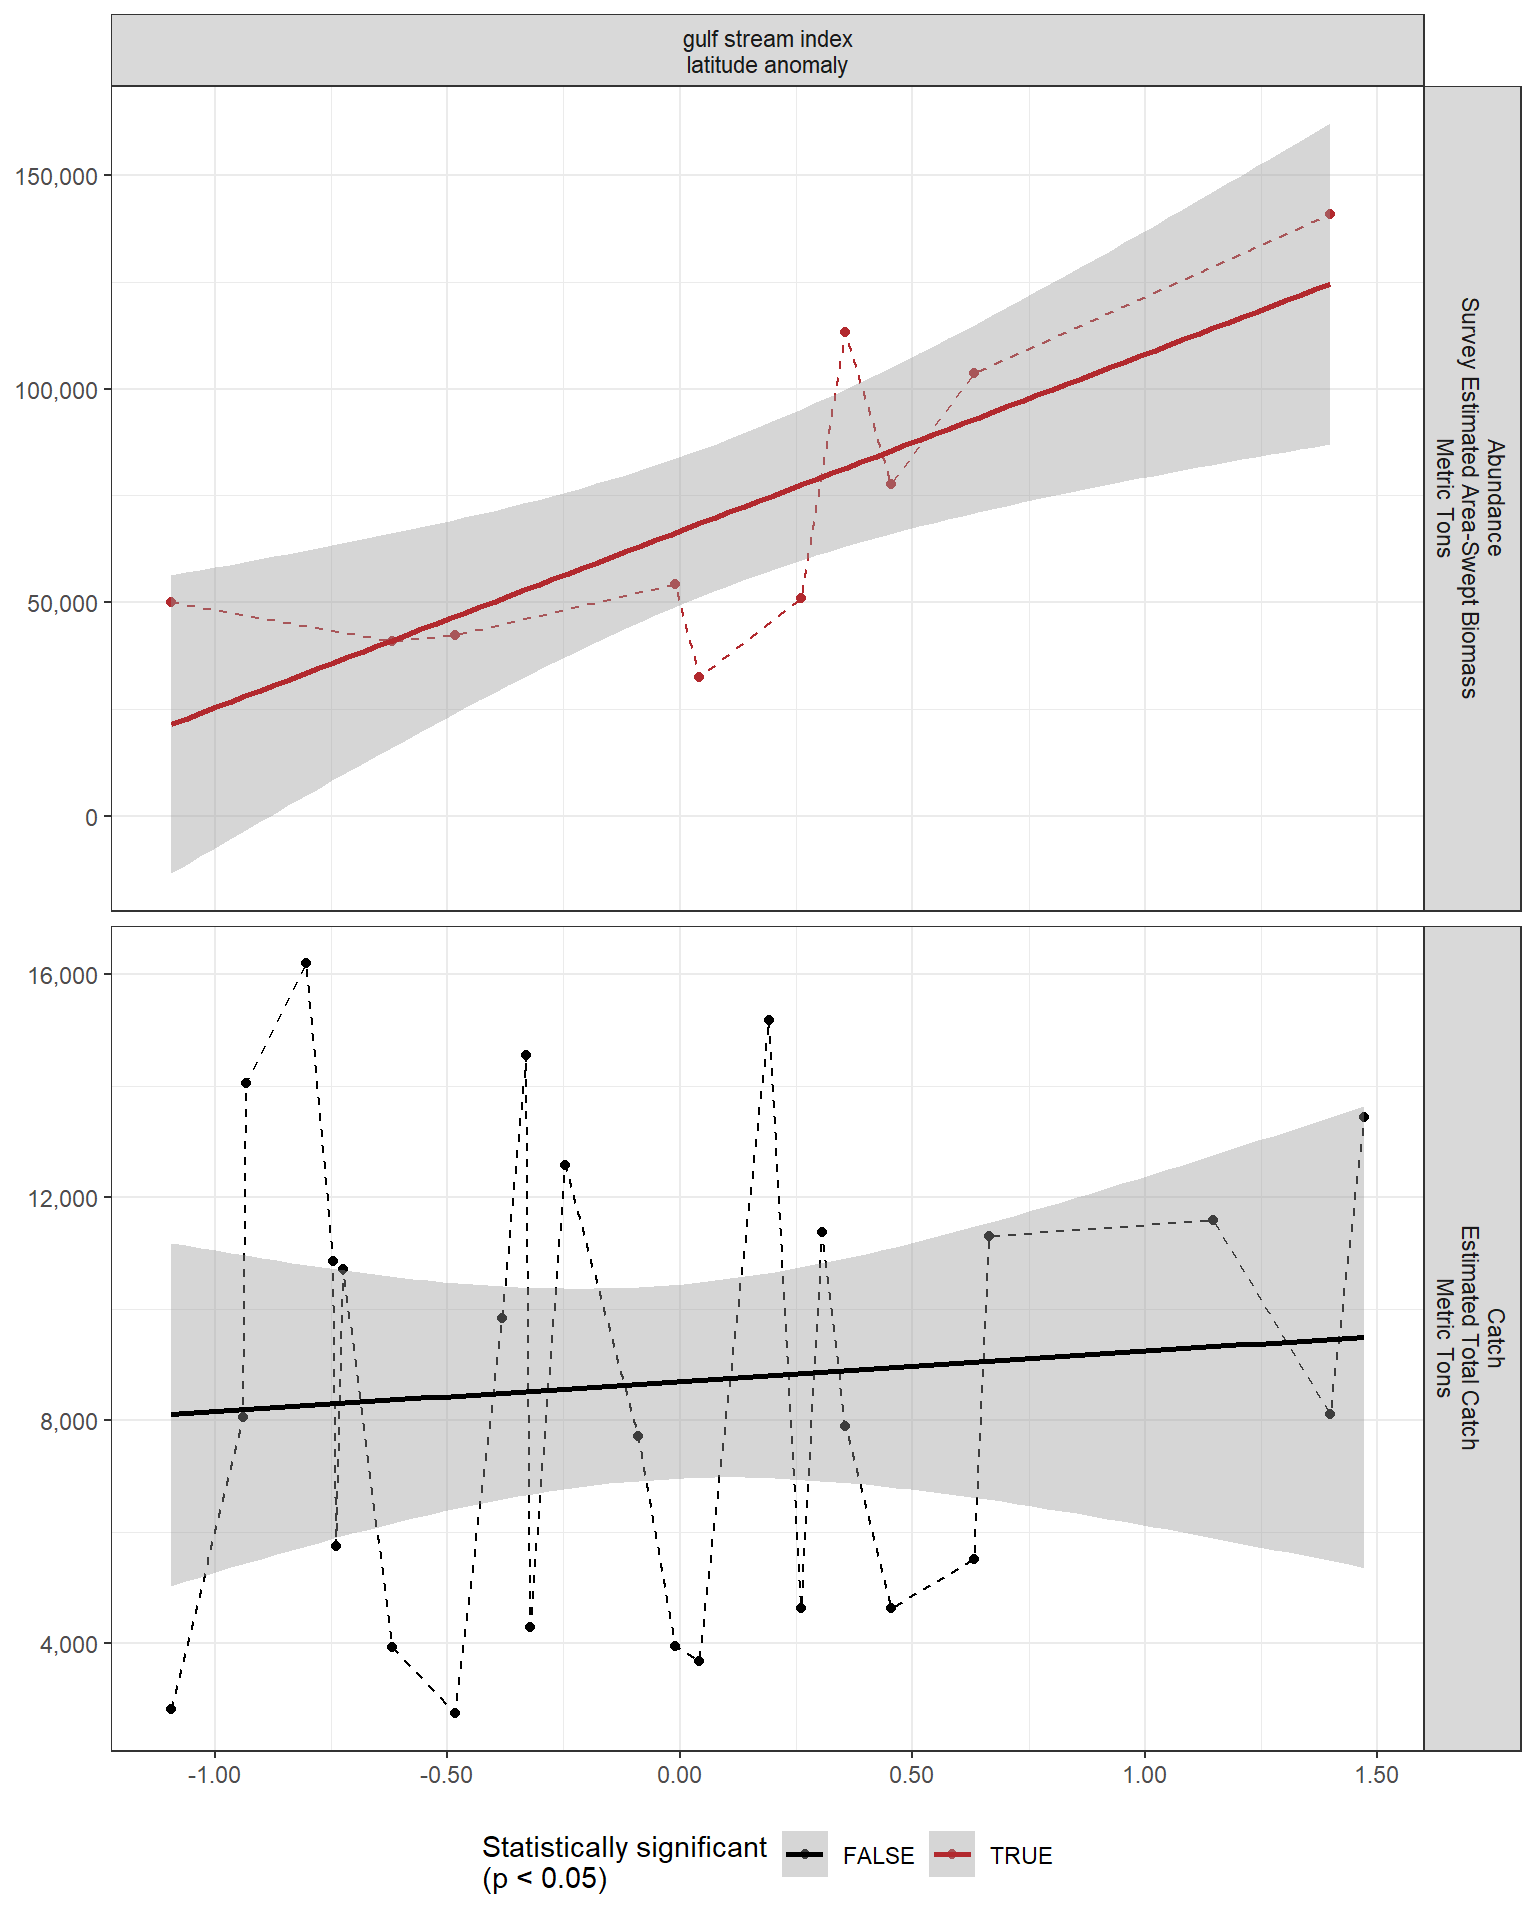 gulf stream index
latitude anomaly
150,000
100,000
50,000
0
Abundance
Survey Estimated Area-Swept Biomass
Metric Tons
16,000
12,000
8,000
4,000
Catch
Estimated Total Catch
Metric Tons
-1.00
-0.50
0.00
0.50
1.00
1.50
Statistically significant
(p < 0.05)
FALSE
TRUE